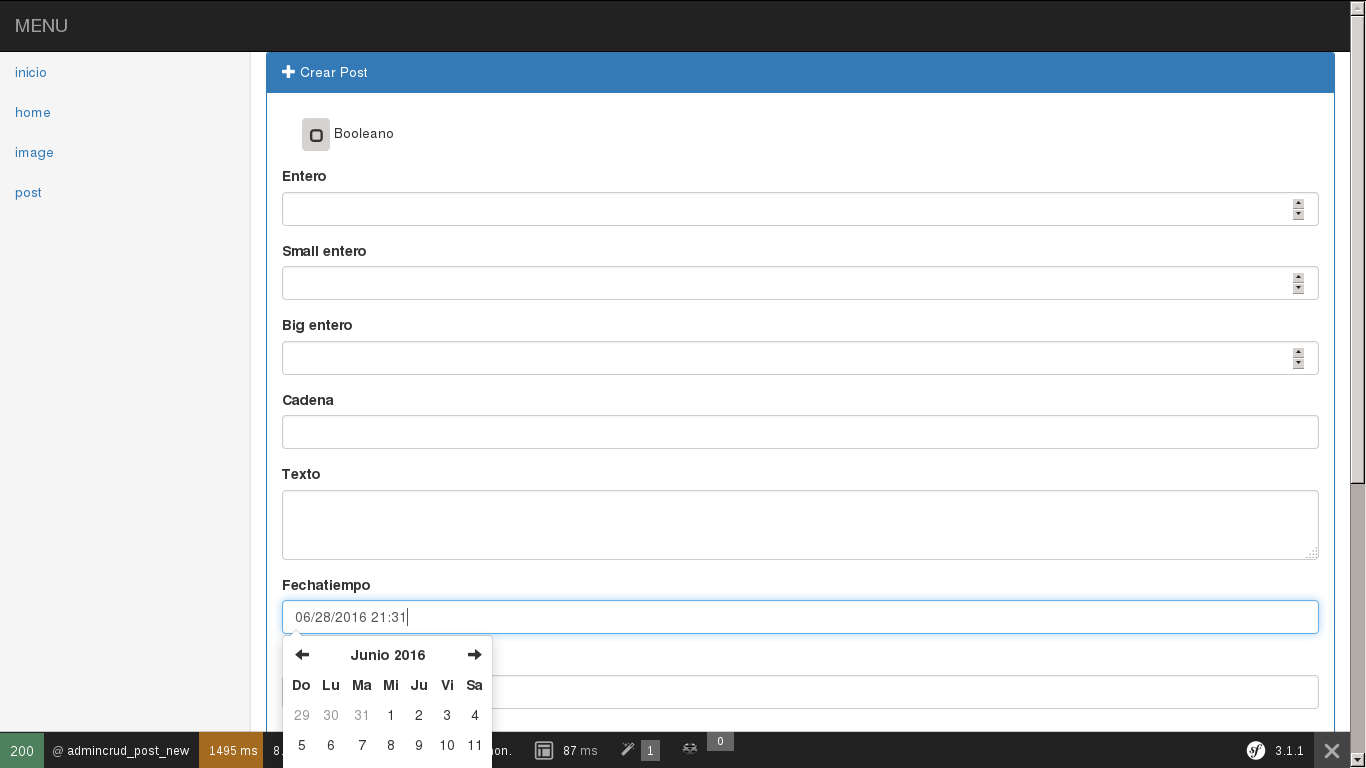 MENU
inicio
home
image
post
Crear Post
Booleano
Entero
Small entero
Big entero
Cadena
Texto
Fechatiempo
06/28/2016 21:31
Junio 2016
Do Lu Ma Mi Ju Vi Sa
29 30 31 1 2 3 4
5 6 7 8 9 10 11
200 @ admincrud_post_new 1495 ms 8. 87 ms 1 0 sf 3.1.1